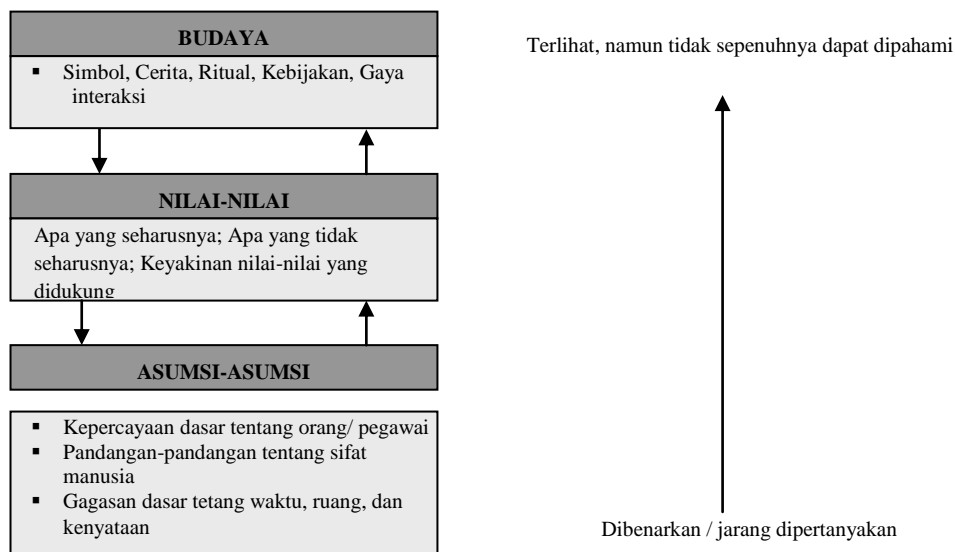 BUDAYA
▪ Simbol, Cerita, Ritual, Kebijakan, Gaya
interaksi
NILAI-NILAI
Apa yang seharusnya; Apa yang tidak
seharusnya; Keyakinan nilai-nilai yang
didukung
ASUMSI-ASUMSI
▪ Kepercayaan dasar tentang orang/ pegawai
▪ Pandangan-pandangan tentang sifat
manusia
▪ Gagasan dasar tetang waktu, ruang, dan
kenyataan
Terlihat, namun tidak sepenuhnya dapat dipahami
Dibenarkan / jarang dipertanyakan